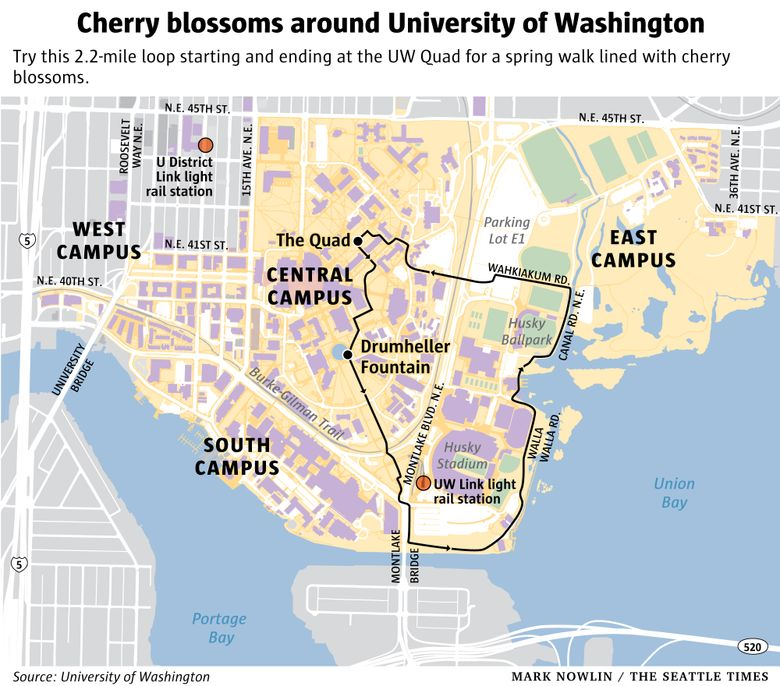 Cherry blossoms around University of Washington
Try this 2.2-mile loop starting and ending at the UW Quad for a spring walk lined with cherry
blossoms.
N.E. 45TH ST.
N.E. 45TH ST.
ROOSEVELT
WAY N.E.
U District
Link light
rail station
15TH AVE. N.E.
36TH AVE. N.E.
N.E. 41ST ST.
Parking
Lot E1
WEST
CAMPUS
5
N.E. 41ST ST.
The Quad
EAST
CAMPUS
CENTRAL
CAMPUS
WAHKIAKUM RD.
N.E. 40TH ST.
Husky
Ballpark
CANAL RD. N.E.
UNIVERSITY
BRIDGE
Drumheller
Fountain
Burke-Gilman Trail
MONTLAKE BLVD. N.E.
WALLA
WALLA RD.
SOUTH
CAMPUS
Husky
Stadium
UW Link light
rail station
Union
Bay
MONTLAKE
BRIDGE
5
Portage
Bay
520
Source: University of Washington
MARK NOWLIN / THE SEATTLE TIMES